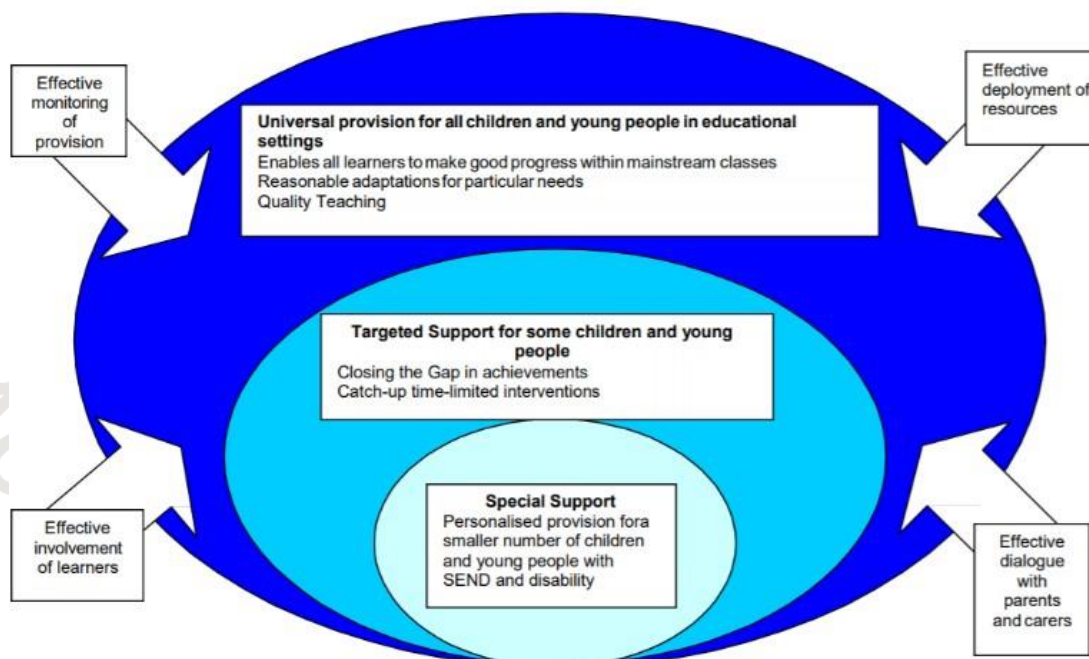 Effective
monitoring
of
provision
Effective
deployment of
resources
Universal provision for all children and young people in educational
settings
Enables all learners to make good progress within mainstream classes
Reasonable adaptations for particular needs
Quality Teaching
Targeted Support for some children and young
people
Closing the Gap in achievements
Catch-up time-limited interventions
Special Support
Personalised provision fora
smaller number of children
and young people with
SEND and disability
Effective
involvement
of learners
Effective
dialogue
with
parents
and carers